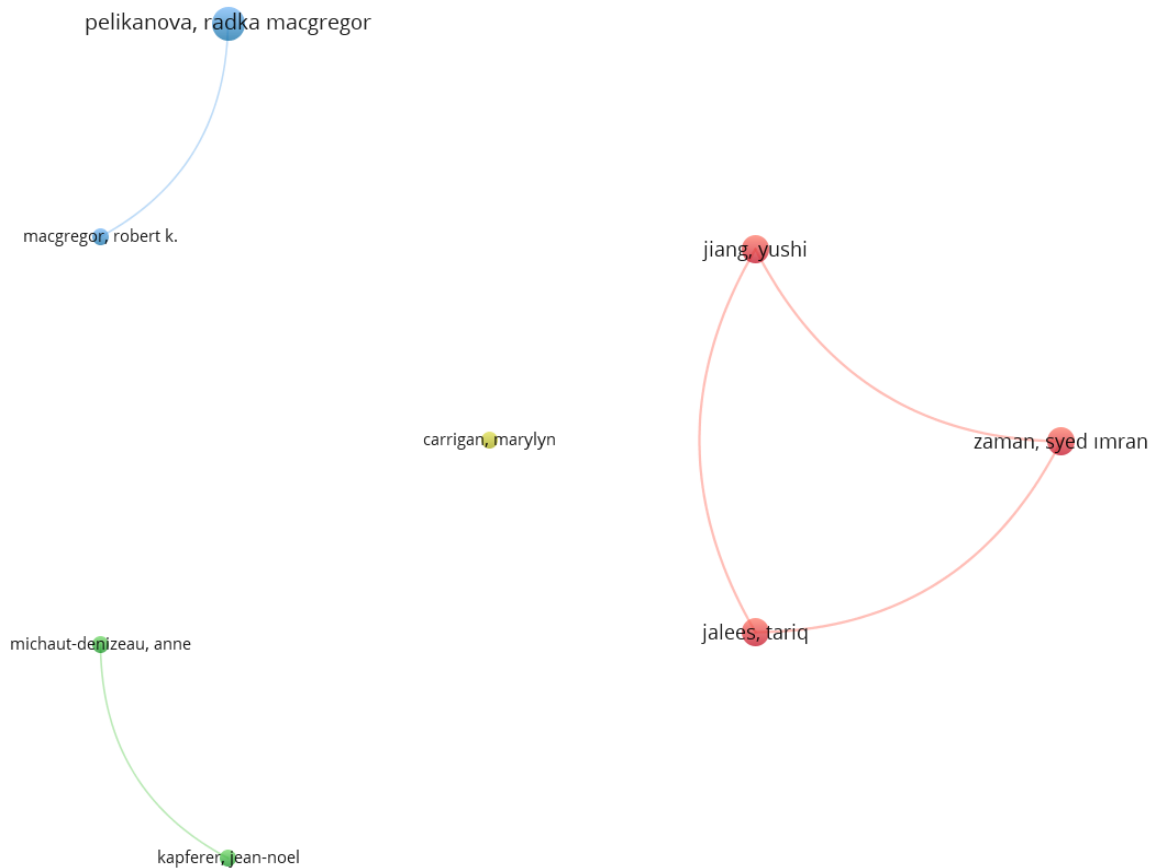 pelikanova, radka macgregor
macgregor, robert k.
jiang, yushi
carrigan, marylyn
zaman, syed ımran
jalees, tariq
michaut-denizeau, anne
kapferer, jean-noel